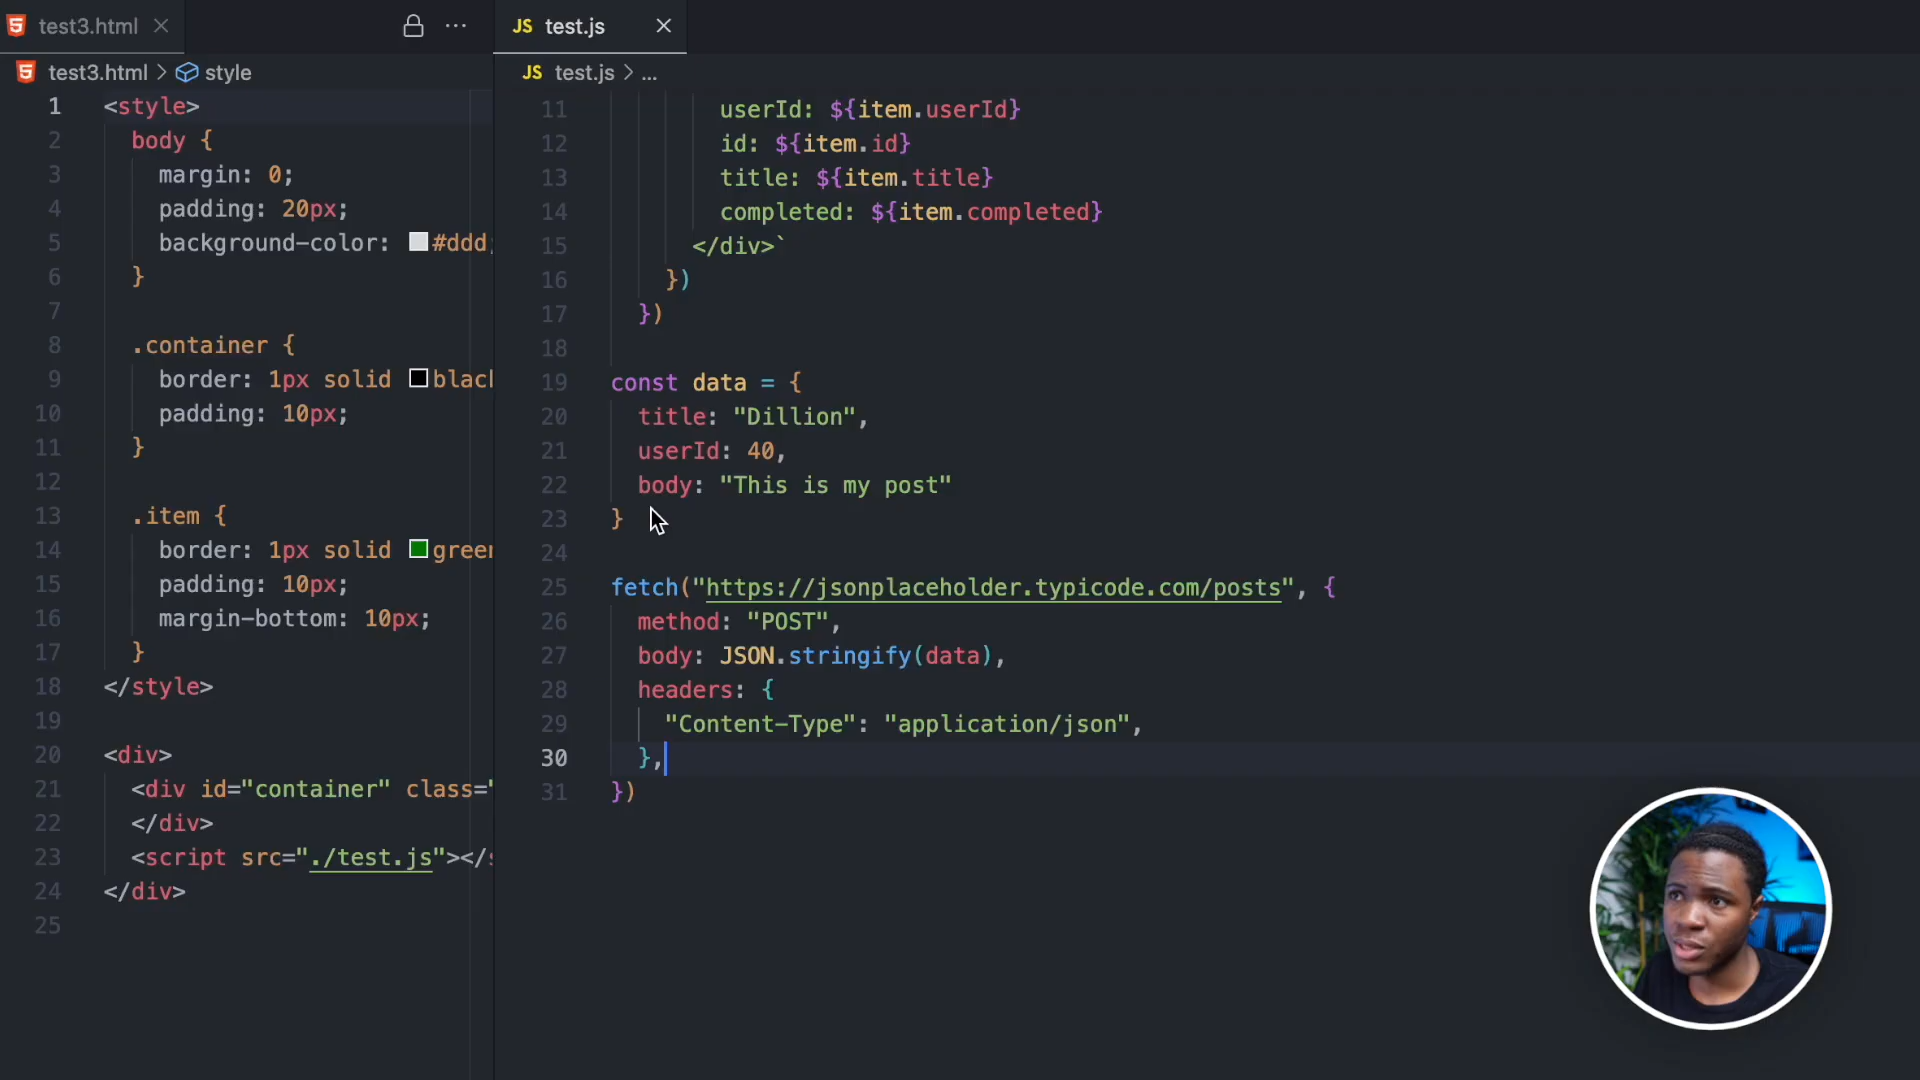 test3.html
test3.html > style
1 <style>
2 body {
3 margin: 0;
4 padding: 20px;
5 background-color: #ddd;
6 }
7
8 .container {
9 border: 1px solid blac
10 padding: 10px;
11 }
12
13 .item {
14 border: 1px solid green
15 padding: 10px;
16 margin-bottom: 10px;
17 }
18 </style>
19
20 <div>
21 <div id="container" class="
22 </div>
23 <script src="./test.js"></s
24 </div>
25
JS test.js
JS test.js > ...
11 userId: ${item.userId}
12 id: ${item.id}
13 title: ${item.title}
14 completed: ${item.completed}
15 </div>`
16 })
17 })
18
19 const data = {
20 title: "Dillion",
21 userId: 40,
22 body: "This is my post"
23 }
24
25 fetch("https://jsonplaceholder.typicode.com/posts", {
26 method: "POST",
27 body: JSON.stringify(data),
28 headers: {
29 "Content-Type": "application/json",
30 },
31 })